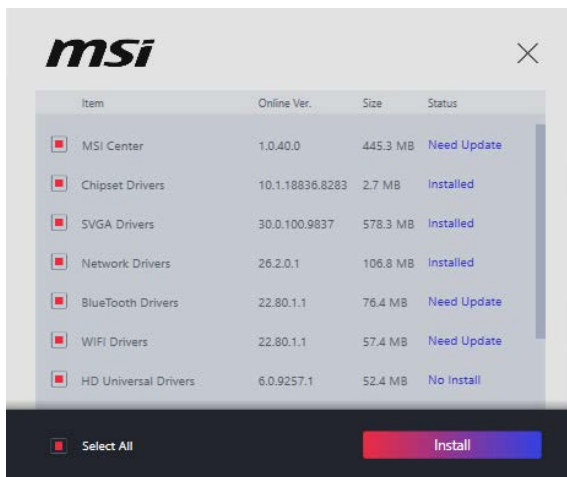 msi
Item Online Ver. Size Status
MSI Center 1.0.40.0 445.3 MB Need Update
Chipset Drivers 10.1.18836.8283 2.7 MB Installed
SVGA Drivers 30.0.100.9837 578.3 MB Installed
Network Drivers 26.2.0.1 106.8 MB Installed
BlueTooth Drivers 22.80.1.1 76.4 MB Need Update
WIFI Drivers 22.80.1.1 57.4 MB Need Update
HD Universal Drivers 6.0.9257.1 52.4 MB No Install
Select All Install